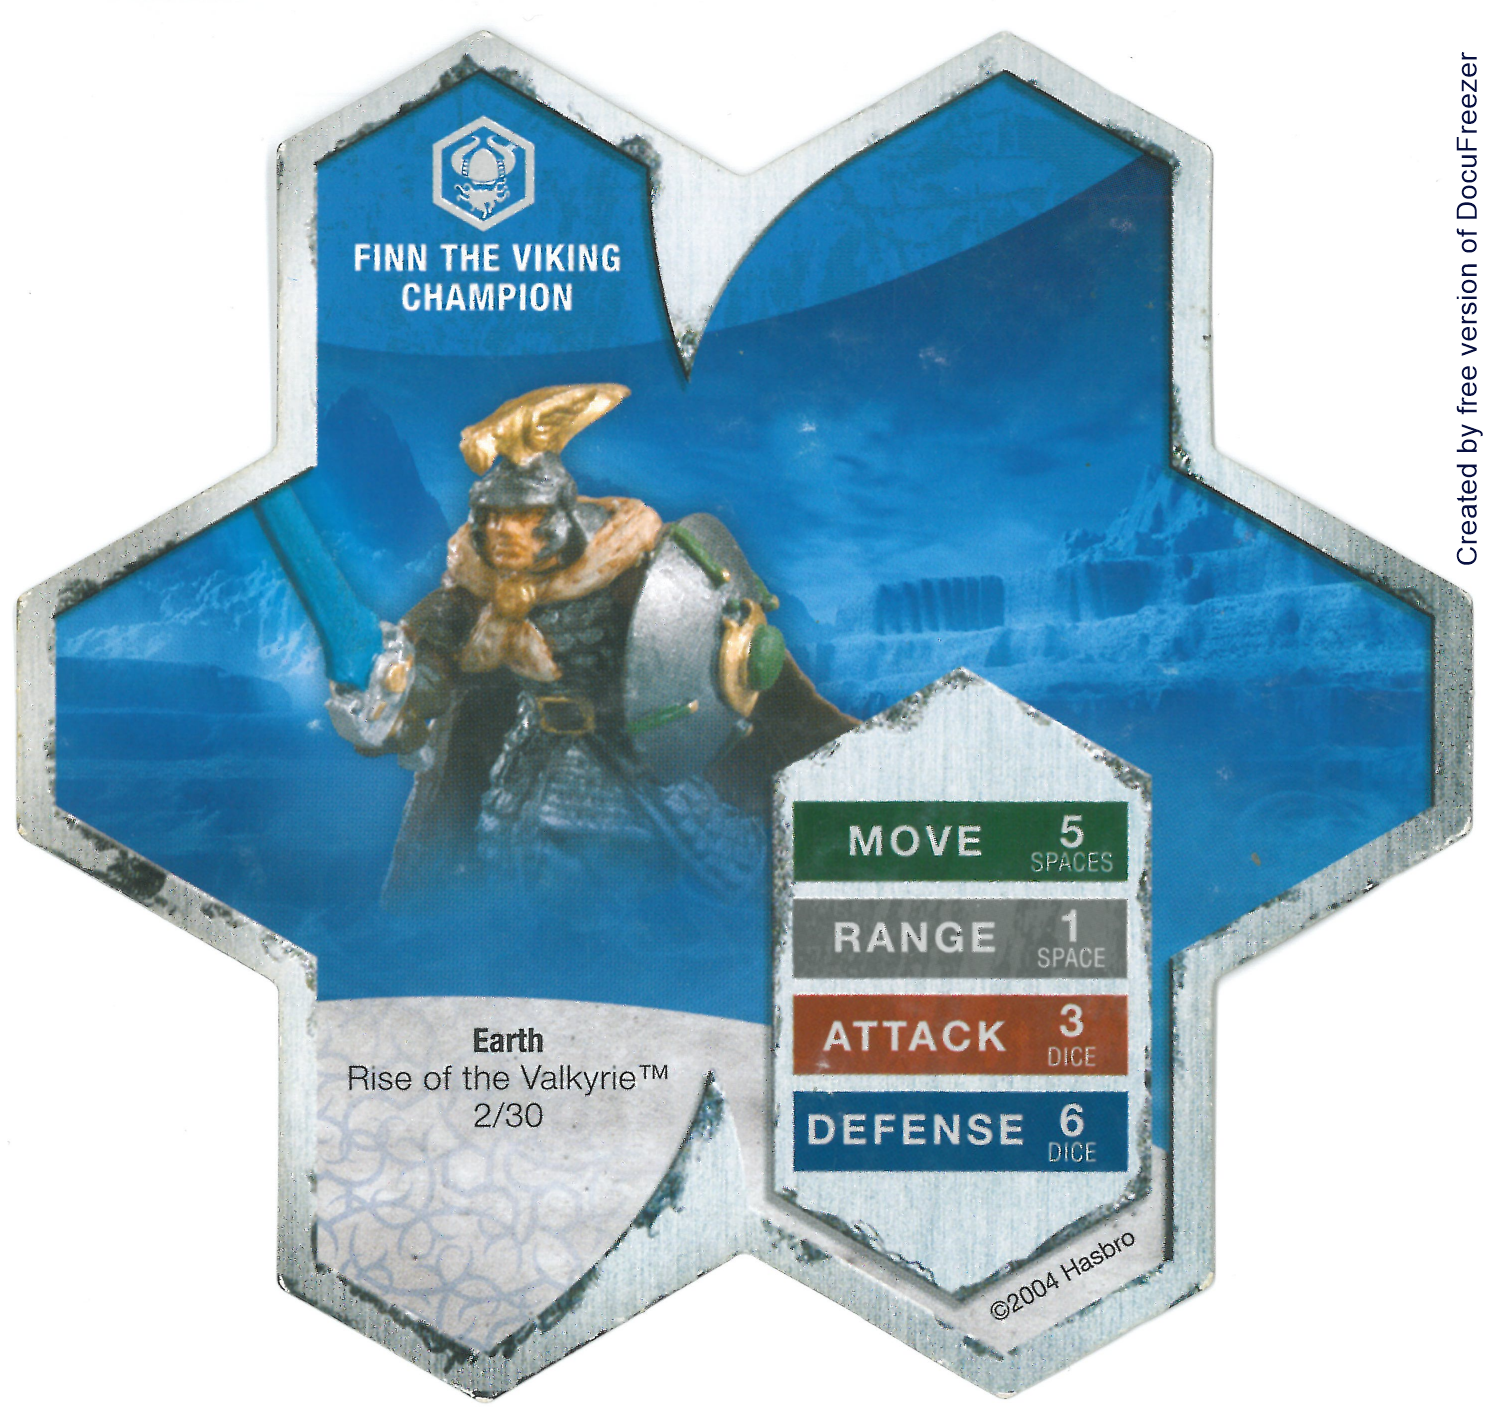 FINN THE VIKING
CHAMPION
MOVE 5
SPACES
RANGE 1
SPACE
ATTACK 3
DICE
DEFENSE 6
DICE
Earth
Rise of the Valkyrie™
2/30
©2004 Hasbro
Created by free version of DocuFreezer